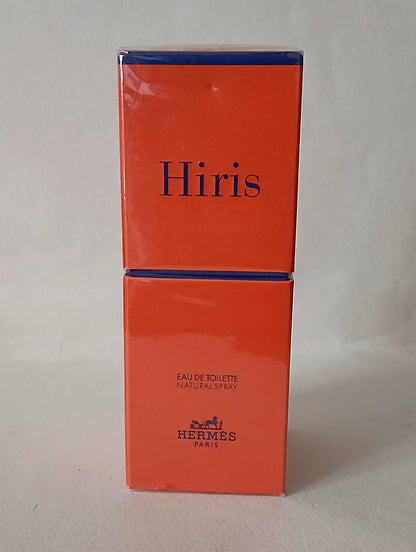 Hiris
EAU DE TOILETTE
NATURAL SPRAY
HERMÈS
PARIS